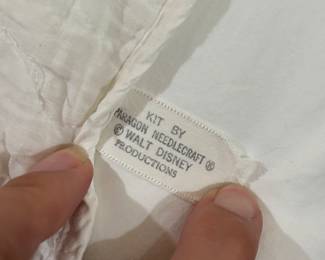 KIT BY
PARAGON NEEDLECRAFT ®
© WALT DISNEY
PRODUCTIONS